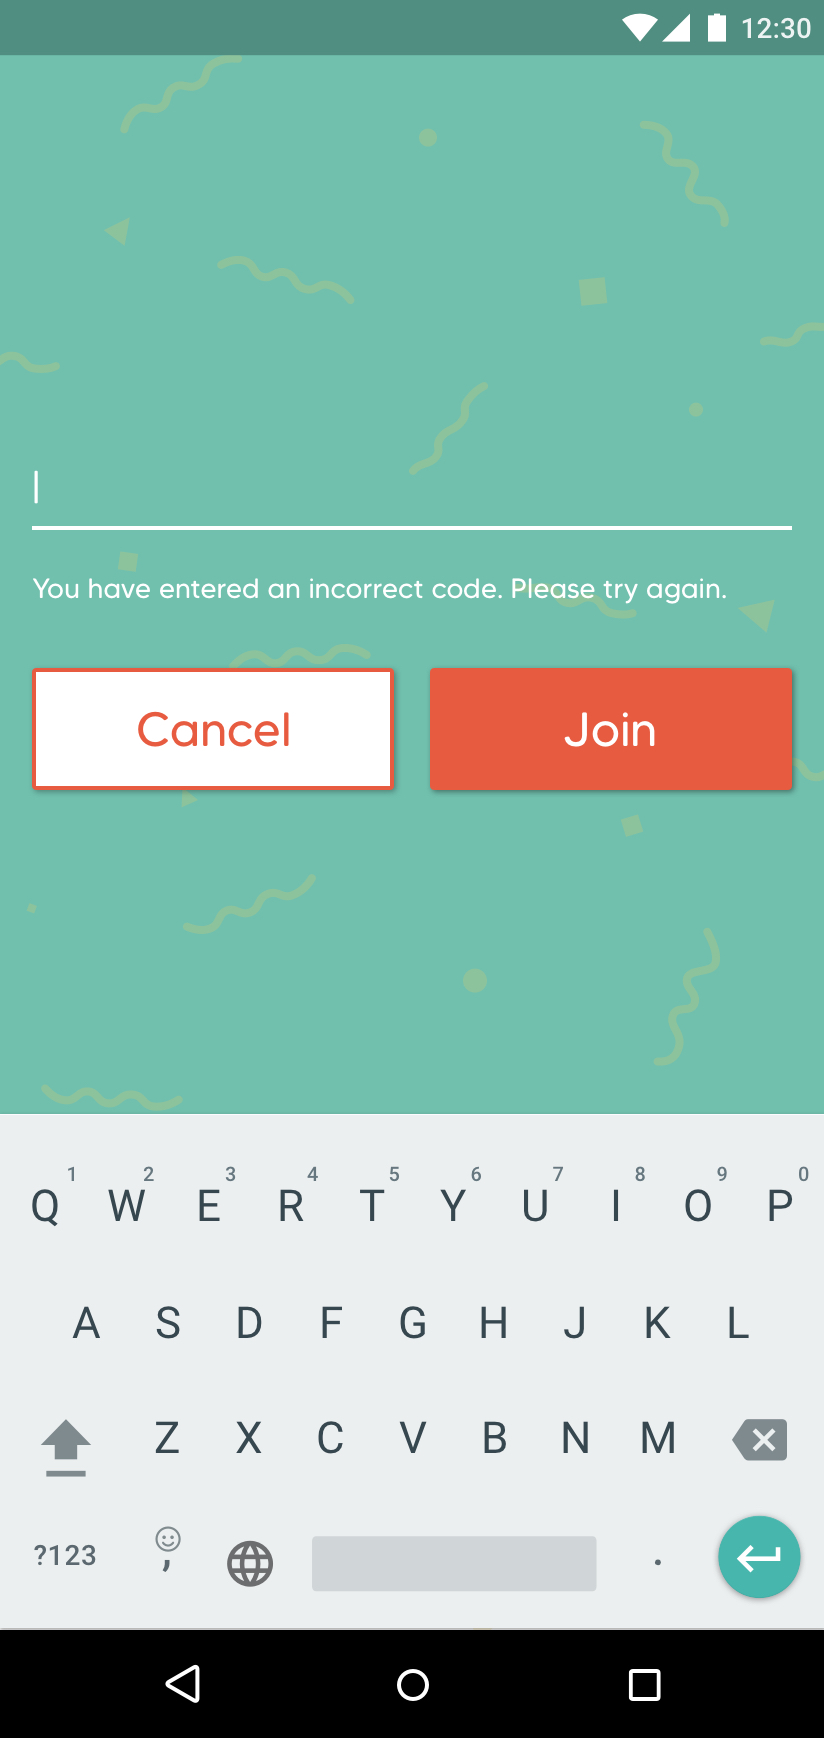 12:30
You have entered an incorrect code. Please try again.
Cancel Join
1 2 3 4 5 6 7 8 9 0
Q W E R T Y U I O P
A S D F G H J K L
Z X C V B N M
?123 , .